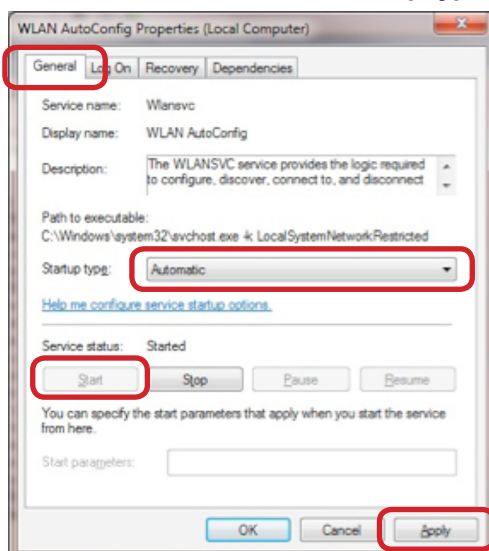 WLAN AutoConfig Properties (Local Computer)
General Log On Recovery Dependencies
Service name: Wlansvc
Display name: WLAN AutoConfig
Description: The WLANSVC service provides the logic required
to configure, discover, connect to, and disconnect
Path to executable:
C:\Windows\system32\svchost.exe -k LocalSystemNetworkRestricted
Startup type: Automatic
Help me configure service startup options.
Service status: Started
Start Stop Pause Resume
You can specify the start parameters that apply when you start the service
from here.
Start parameters:
OK Cancel Apply